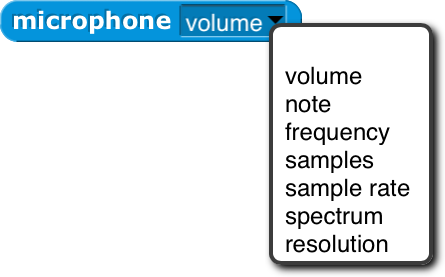 microphone volume
volume
note
frequency
samples
sample rate
spectrum
resolution